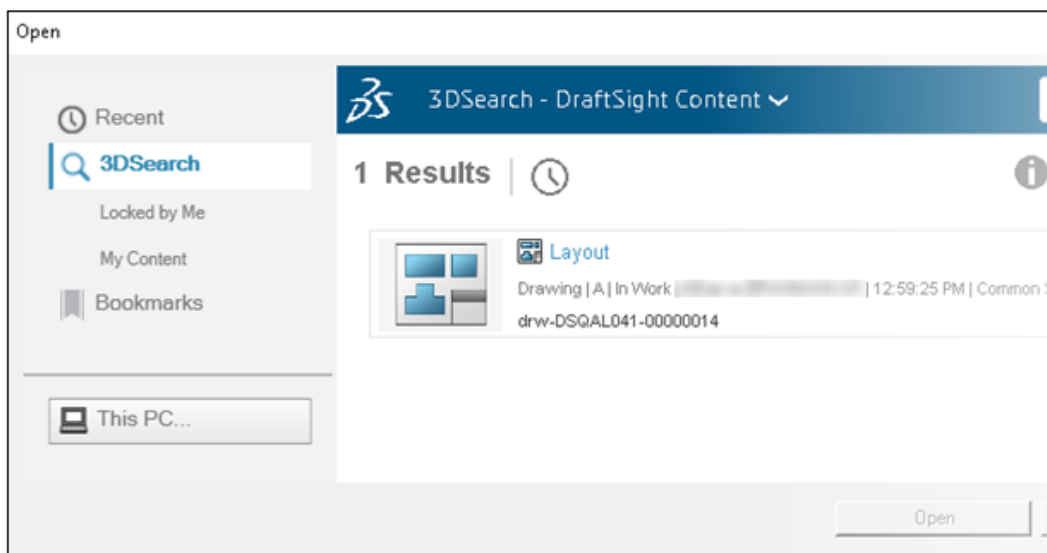 Open
Recent
3DSearch
Locked by Me
My Content
Bookmarks
This PC...
3DSearch - DraftSight Content
1 Results
Layout
Drawing | A | In Work | | 12:59:25 PM | Common
drw-DSQAL041-00000014
Open